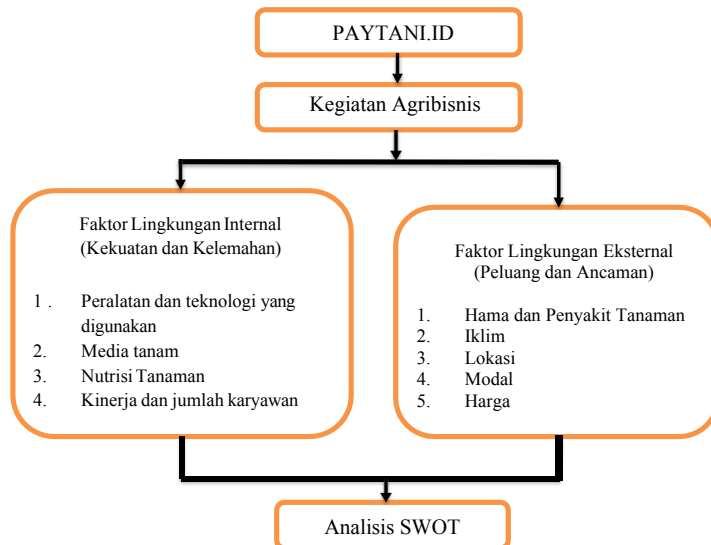 PAYTANI.ID
Kegiatan Agribisnis
Faktor Lingkungan Internal
(Kekuatan dan Kelemahan)
1 . Peralatan dan teknologi yang
digunakan
2. Media tanam
3. Nutrisi Tanaman
4. Kinerja dan jumlah karyawan
Faktor Lingkungan Eksternal
(Peluang dan Ancaman)
1. Hama dan Penyakit Tanaman
2. Iklim
3. Lokasi
4. Modal
5. Harga
Analisis SWOT